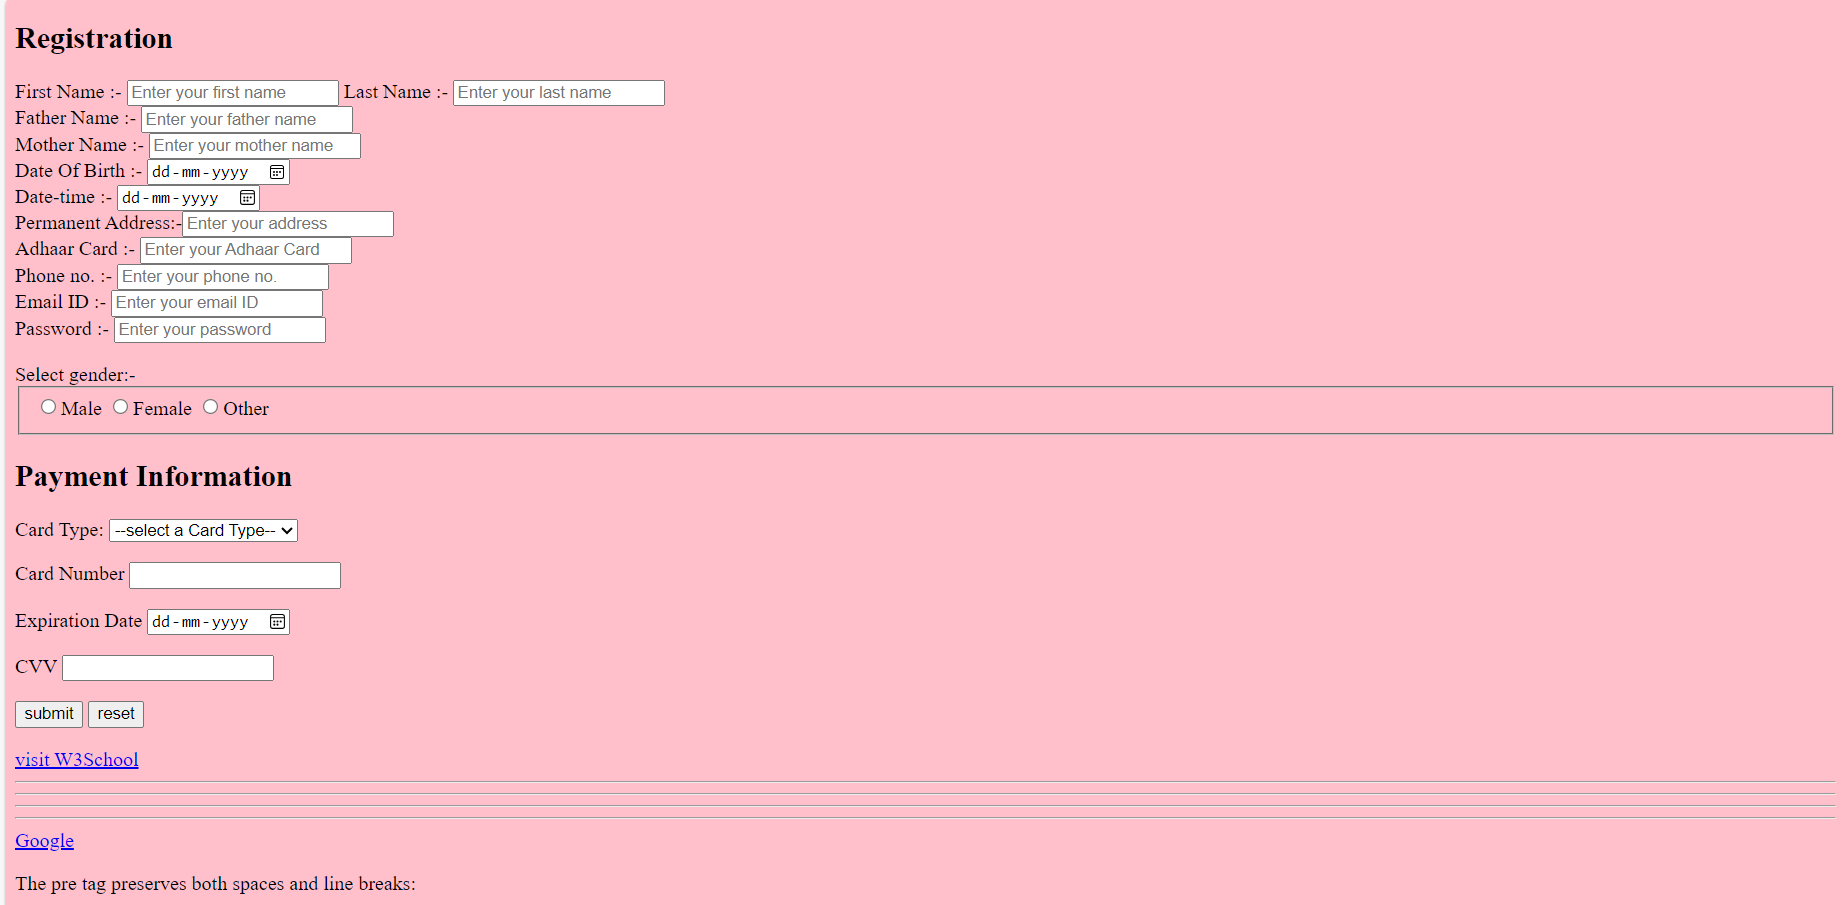 Registration
First Name :- Enter your first name Last Name :- Enter your last name
Father Name :- Enter your father name
Mother Name :- Enter your mother name
Date Of Birth :- dd-mm-yyyy
Date-time :- dd-mm-yyyy
Permanent Address:- Enter your address
Adhaar Card :- Enter your Adhaar Card
Phone no. :- Enter your phone no.
Email ID :- Enter your email ID
Password :- Enter your password
Select gender:-
Male Female Other
Payment Information
Card Type: --select a Card Type--
Card Number
Expiration Date dd-mm-yyyy
CVV
submit reset
visit W3School
Google
The pre tag preserves both spaces and line breaks: